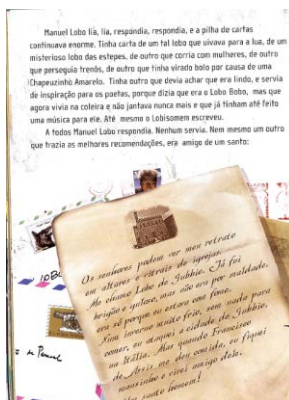 Manuel Lobo lia, lia, respondia, respondia, e a pilha de cartas
continuava enorme. Tinha carta de um tal lobo que uivava para a lua, de um
misterioso lobo das estepes, de outro que corria com mulheres, de outro
que perseguia trenós, de outro que tinha virado bolo por causa de uma
Chapeuzinho Amarelo. Tinha outro que devia achar que era lindo, e servia
de inspiração para os poetas, porque dizia que era o Lobo Bobo, mas que
agora vivia na coleira e não jantava nunca mais e que já tinham até feito
uma música para ele. Até mesmo o Lobisomem escreveu.
A todos Manuel Lobo respondia. Nenhum servia. Nem mesmo um outro
que trazia as melhores recomendações, era amigo de um santo:
Os senhores podem ver meu retrato
em altares e vitrais de igrejas.
Me chamo Lobo de Gubbio. Já fui
brigão e guloso, mas não era por maldade,
era só porque eu estava com fome.
Num inverno muito frio, sem nada para
comer, eu ataquei a cidade de Gubbio,
na Itália. Mas quando Francisco
de Assis me deu comida, eu fiquei
mansinho e virei amigo dele.
santo homem!